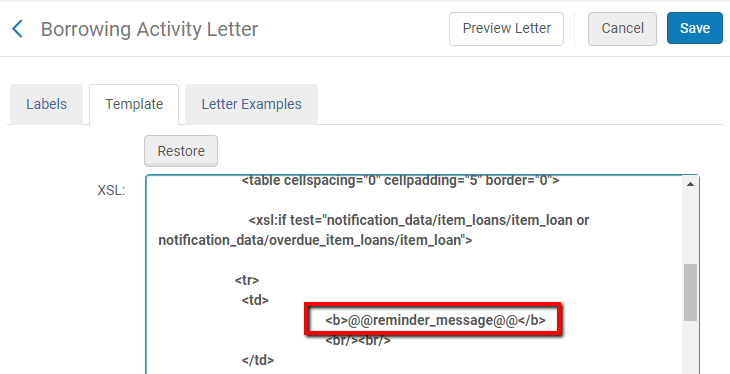 Borrowing Activity Letter
Preview Letter
Cancel
Save
Labels
Template
Letter Examples
Restore
XSL:
<table cellspacing="0" cellpadding="5" border="0">
<xsl:if test="notification_data/item_loans/item_loan or
notification_data/overdue_item_loans/item_loan">
<tr>
<td>
<b>@@reminder_message@@</b>
<br/><br/>
</td>